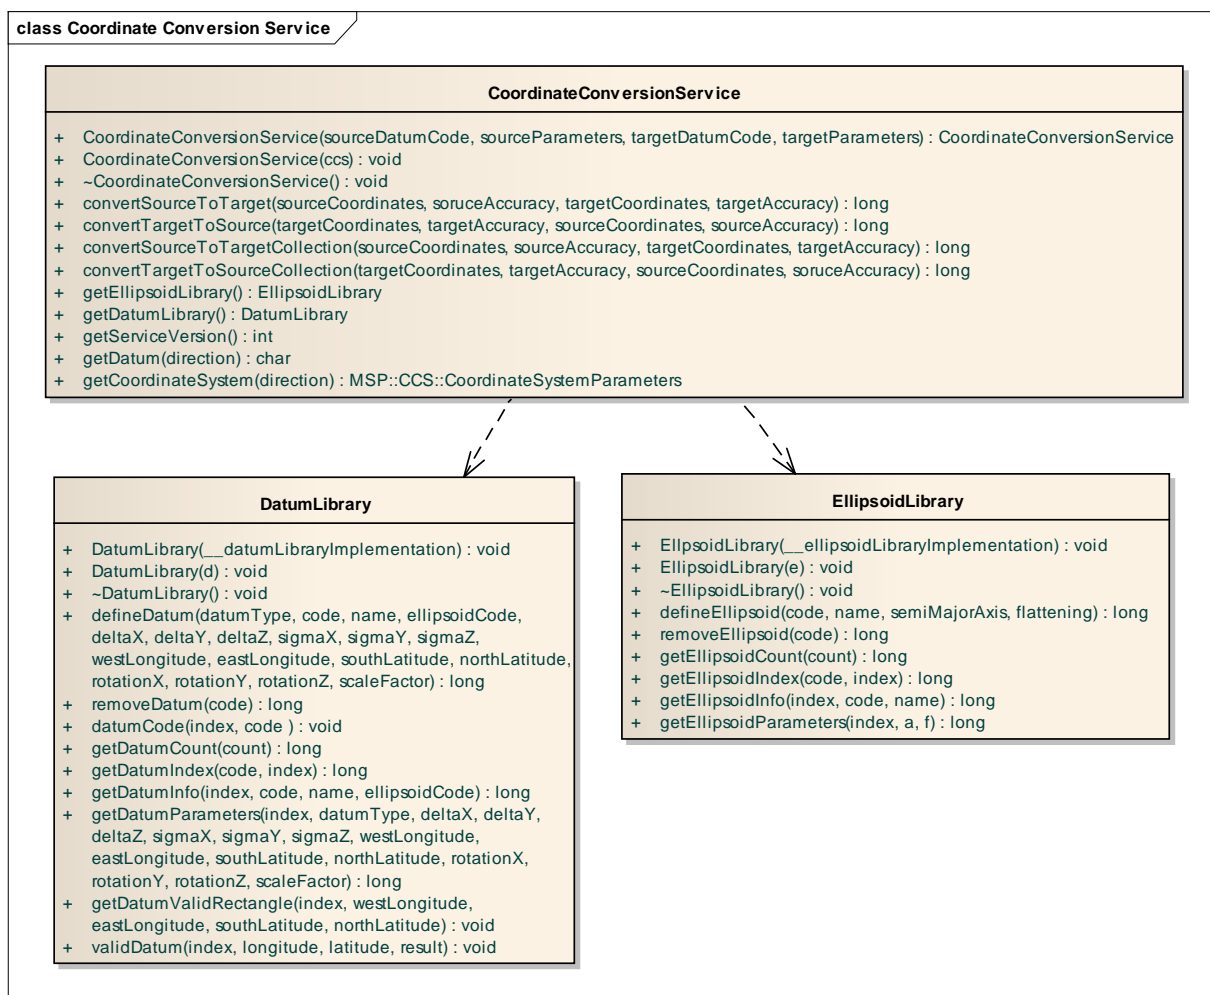 class Coordinate Conversion Service
CoordinateConversionService
+ CoordinateConversionService(sourceDatumCode, sourceParameters, targetDatumCode, targetParameters) : CoordinateConversionService
+ CoordinateConversionService(ccs) : void
+ ~CoordinateConversionService() : void
+ convertSourceToTarget(sourceCoordinates, soruceAccuracy, targetCoordinates, targetAccuracy) : long
+ convertTargetToSource(targetCoordinates, targetAccuracy, sourceCoordinates, sourceAccuracy) : long
+ convertSourceToTargetCollection(sourceCoordinates, sourceAccuracy, targetCoordinates, targetAccuracy) : long
+ convertTargetToSourceCollection(targetCoordinates, targetAccuracy, sourceCoordinates, soruceAccuracy) : long
+ getEllipsoidLibrary() : EllipsoidLibrary
+ getDatumLibrary() : DatumLibrary
+ getServiceVersion() : int
+ getDatum(direction) : char
+ getCoordinateSystem(direction) : MSP::CCS::CoordinateSystemParameters
DatumLibrary
+ DatumLibrary(__datumLibraryImplementation) : void
+ DatumLibrary(d) : void
+ ~DatumLibrary() : void
+ defineDatum(datumType, code, name, ellipsoidCode,
deltaX, deltaY, deltaZ, sigmaX, sigmaY, sigmaZ,
westLongitude, eastLongitude, southLatitude, northLatitude,
rotationX, rotationY, rotationZ, scaleFactor) : long
+ removeDatum(code) : long
+ datumCode(index, code ) : void
+ getDatumCount(count) : long
+ getDatumIndex(code, index) : long
+ getDatumInfo(index, code, name, ellipsoidCode) : long
+ getDatumParameters(index, datumType, deltaX, deltaY,
deltaZ, sigmaX, sigmaY, sigmaZ, westLongitude,
eastLongitude, southLatitude, northLatitude, rotationX,
rotationY, rotationZ, scaleFactor) : long
+ getDatumValidRectangle(index, westLongitude,
eastLongitude, southLatitude, northLatitude) : void
+ validDatum(index, longitude, latitude, result) : void
EllipsoidLibrary
+ EllpsoidLibrary(__ellipsoidLibraryImplementation) : void
+ EllipsoidLibrary(e) : void
+ ~EllipsoidLibrary() : void
+ defineEllipsoid(code, name, semiMajorAxis, flattening) : long
+ removeEllipsoid(code) : long
+ getEllipsoidCount(count) : long
+ getEllipsoidIndex(code, index) : long
+ getEllipsoidInfo(index, code, name) : long
+ getEllipsoidParameters(index, a, f) : long